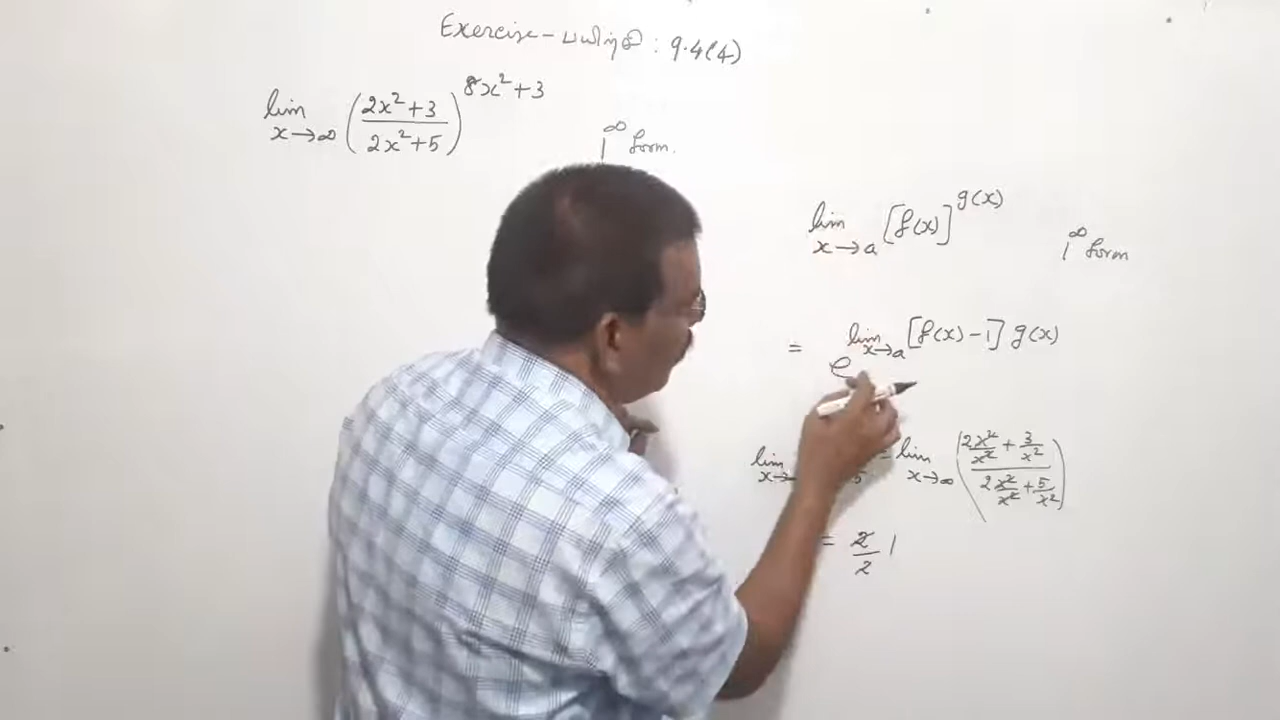 Exercise – பயிற்சி : 9.4(4)
lim x→∞ ( (2x²+3) / (2x²+5) )^(8x²+3)
1^∞ form.
lim x→a [f(x)]^g(x)
1^∞ form
= e^( lim x→a [f(x) – 1] g(x) )
lim = lim x→∞ ( (2x²/x² + 3/x²) / (2x²/x² + 5/x²) )
= 2/2 1